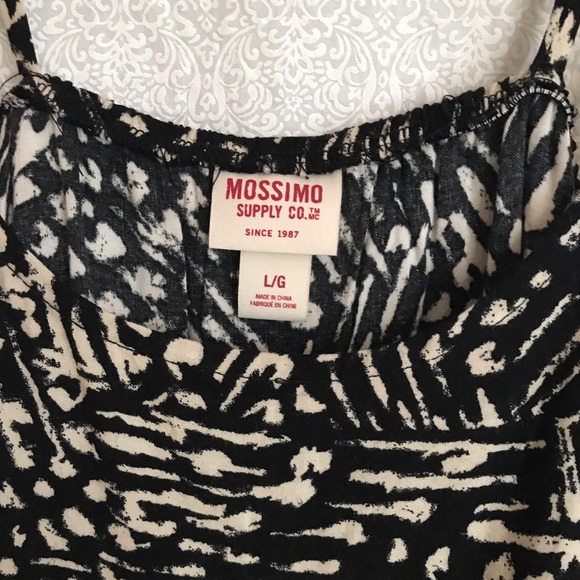 MOSSIMO
SUPPLY CO.™ MC
SINCE 1987
L/G
MADE IN CHINA
FABRIQUÉ EN CHINE